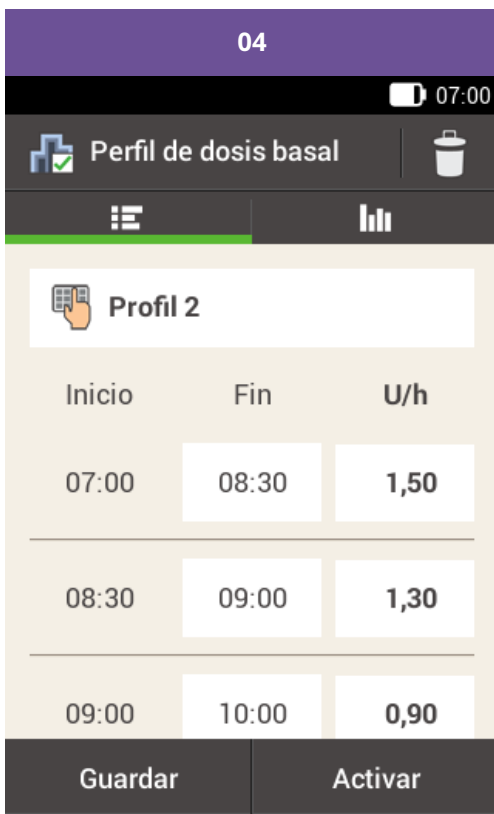 04
07:00
Perfil de dosis basal
Profil 2
Inicio Fin U/h
07:00 08:30 1,50
08:30 09:00 1,30
09:00 10:00 0,90
Guardar Activar